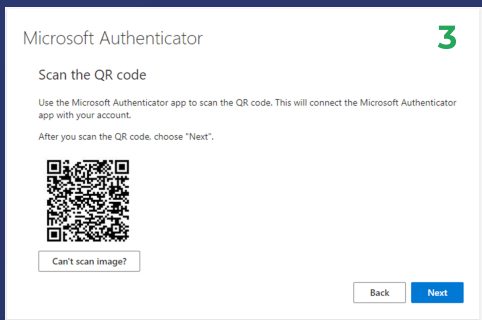 Microsoft Authenticator
3
Scan the QR code
Use the Microsoft Authenticator app to scan the QR code. This will connect the Microsoft Authenticator
app with your account.
After you scan the QR code, choose "Next".
Can't scan image?
Back
Next